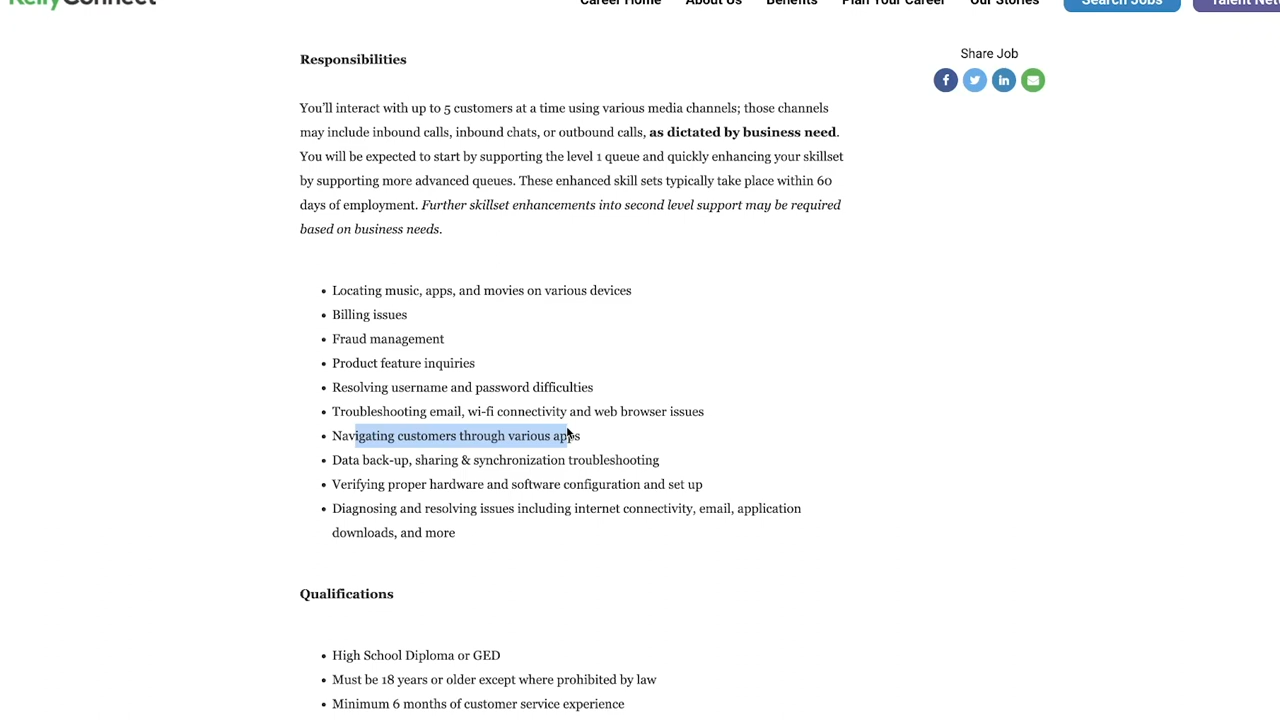 KellyConnect
Career Home About Us Benefits Plan Your Career Our Stories Search Jobs Talent
Share Job
Responsibilities
You'll interact with up to 5 customers at a time using various media channels; those channels
may include inbound calls, inbound chats, or outbound calls, as dictated by business need.
You will be expected to start by supporting the level 1 queue and quickly enhancing your skillset
by supporting more advanced queues. These enhanced skill sets typically take place within 60
days of employment. Further skillset enhancements into second level support may be required
based on business needs.
• Locating music, apps, and movies on various devices
• Billing issues
• Fraud management
• Product feature inquiries
• Resolving username and password difficulties
• Troubleshooting email, wi-fi connectivity and web browser issues
• Navigating customers through various apps
• Data back-up, sharing & synchronization troubleshooting
• Verifying proper hardware and software configuration and set up
• Diagnosing and resolving issues including internet connectivity, email, application
downloads, and more
Qualifications
• High School Diploma or GED
• Must be 18 years or older except where prohibited by law
• Minimum 6 months of customer service experience